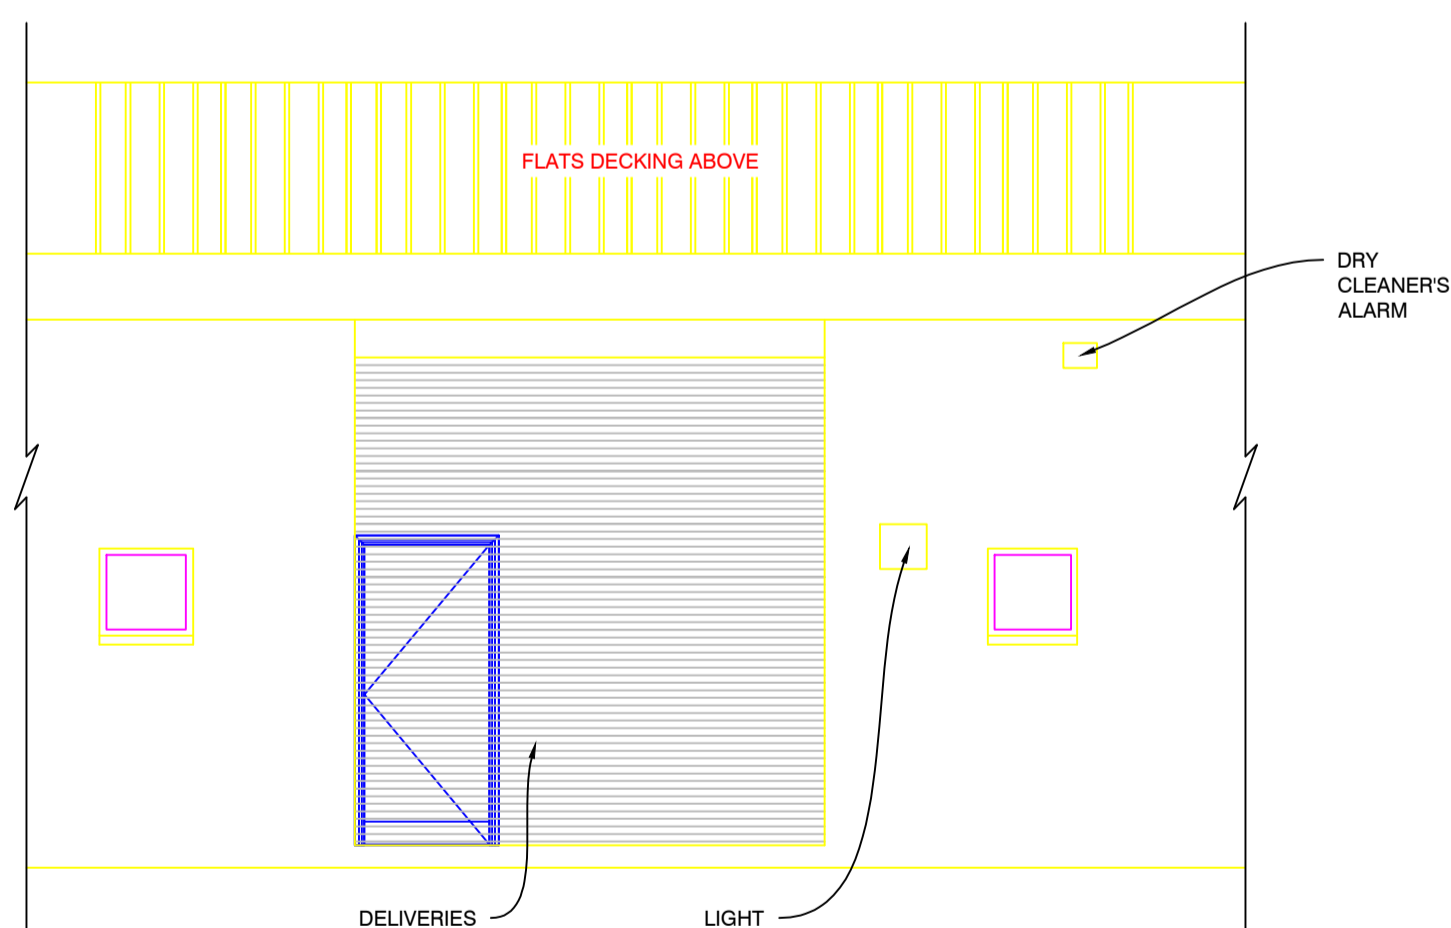 FLATS DECKING ABOVE
DRY
CLEANER'S
ALARM
DELIVERIES
LIGHT